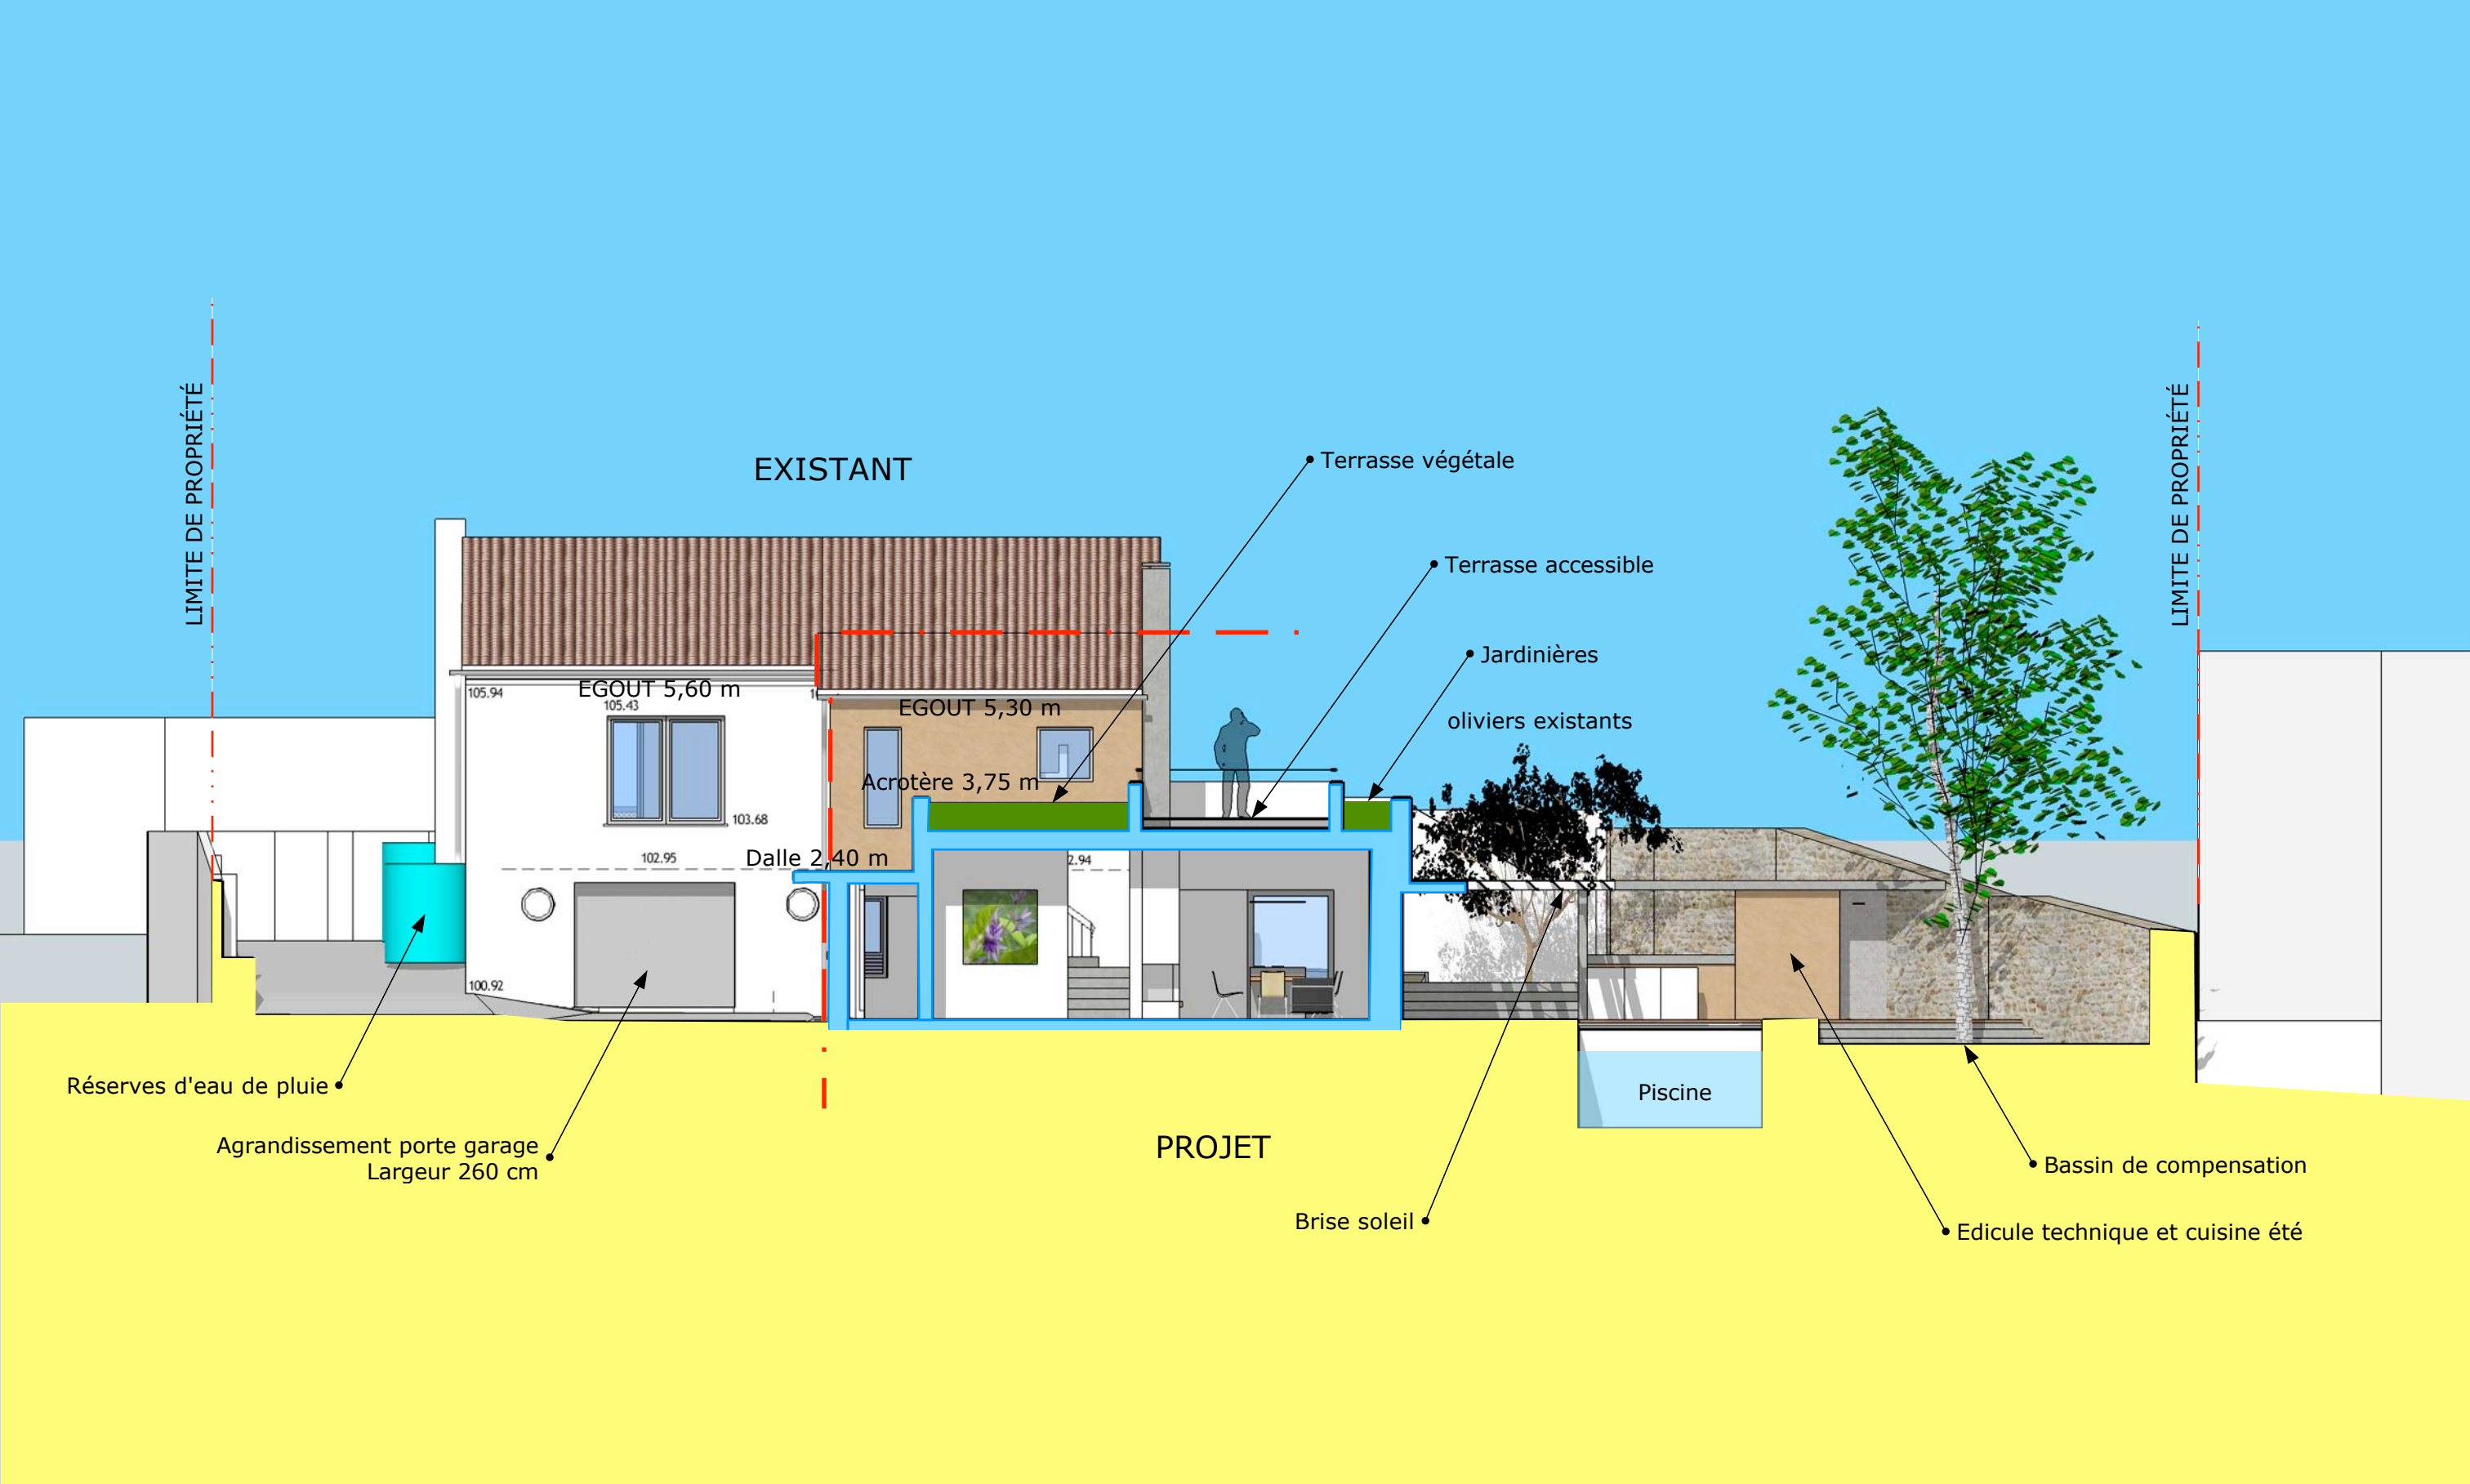 LIMITE DE PROPRIÉTÉ
LIMITE DE PROPRIÉTÉ
EXISTANT
Terrasse végétale
Terrasse accessible
Jardinières
oliviers existants
105.94
EGOUT 5,60 m
105.43
EGOUT 5,30 m
Acrotère 3,75 m
103.68
102.95
Dalle 2,40 m
2.94
100.92
Réserves d'eau de pluie
Agrandissement porte garage
Largeur 260 cm
Piscine
PROJET
Brise soleil
Bassin de compensation
Edicule technique et cuisine été